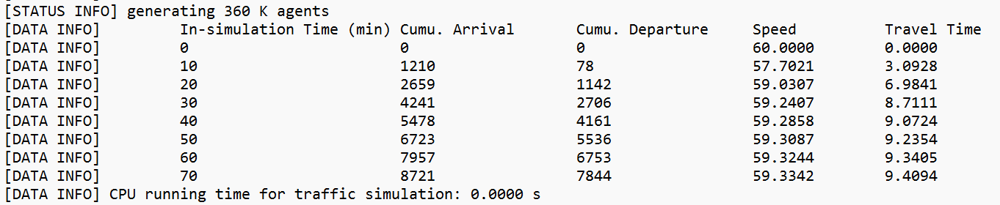 [STATUS INFO] generating 360 K agents
[DATA INFO] In-simulation Time (min) Cumu. Arrival Cumu. Departure Speed Travel Time
[DATA INFO] 0 0 0 60.0000 0.0000
[DATA INFO] 10 1210 78 57.7021 3.0928
[DATA INFO] 20 2659 1142 59.0307 6.9841
[DATA INFO] 30 4241 2706 59.2407 8.7111
[DATA INFO] 40 5478 4161 59.2858 9.0724
[DATA INFO] 50 6723 5536 59.3087 9.2354
[DATA INFO] 60 7957 6753 59.3244 9.3405
[DATA INFO] 70 8721 7844 59.3342 9.4094
[DATA INFO] CPU running time for traffic simulation: 0.0000 s